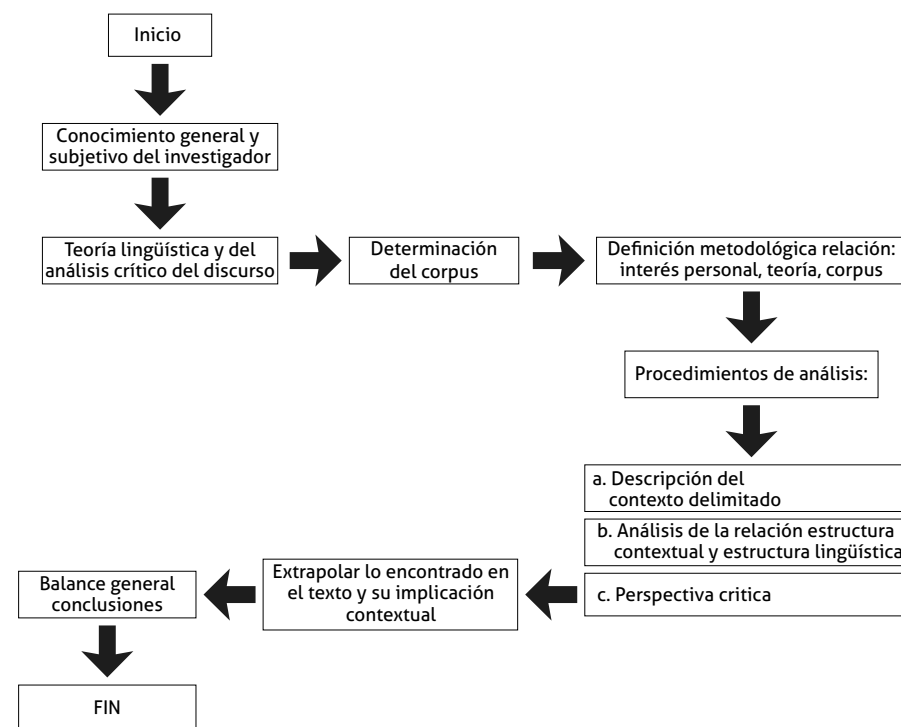 Inicio
Conocimiento general y
subjetivo del investigador
Teoría lingüística y del
análisis crítico del discurso
Determinación
del corpus
Definición metodológica relación:
interés personal, teoría, corpus
Procedimientos de análisis:
a. Descripción del
contexto delimitado
b. Análisis de la relación estructura
contextual y estructura lingüística
c. Perspectiva critica
Extrapolar lo encontrado en
el texto y su implicación
contextual
Balance general
conclusiones
FIN